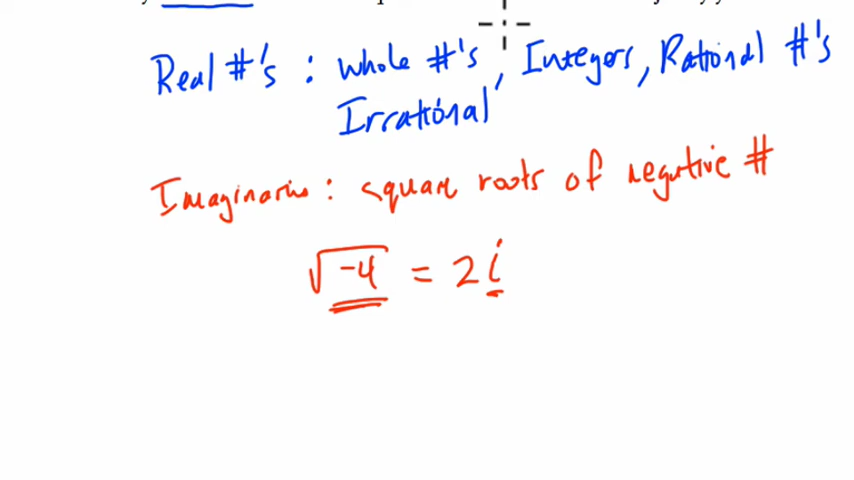 Real #'s : whole #'s, Integers, Rational #'s
Irrational
Imaginaries : square roots of negative #
√-4 = 2i